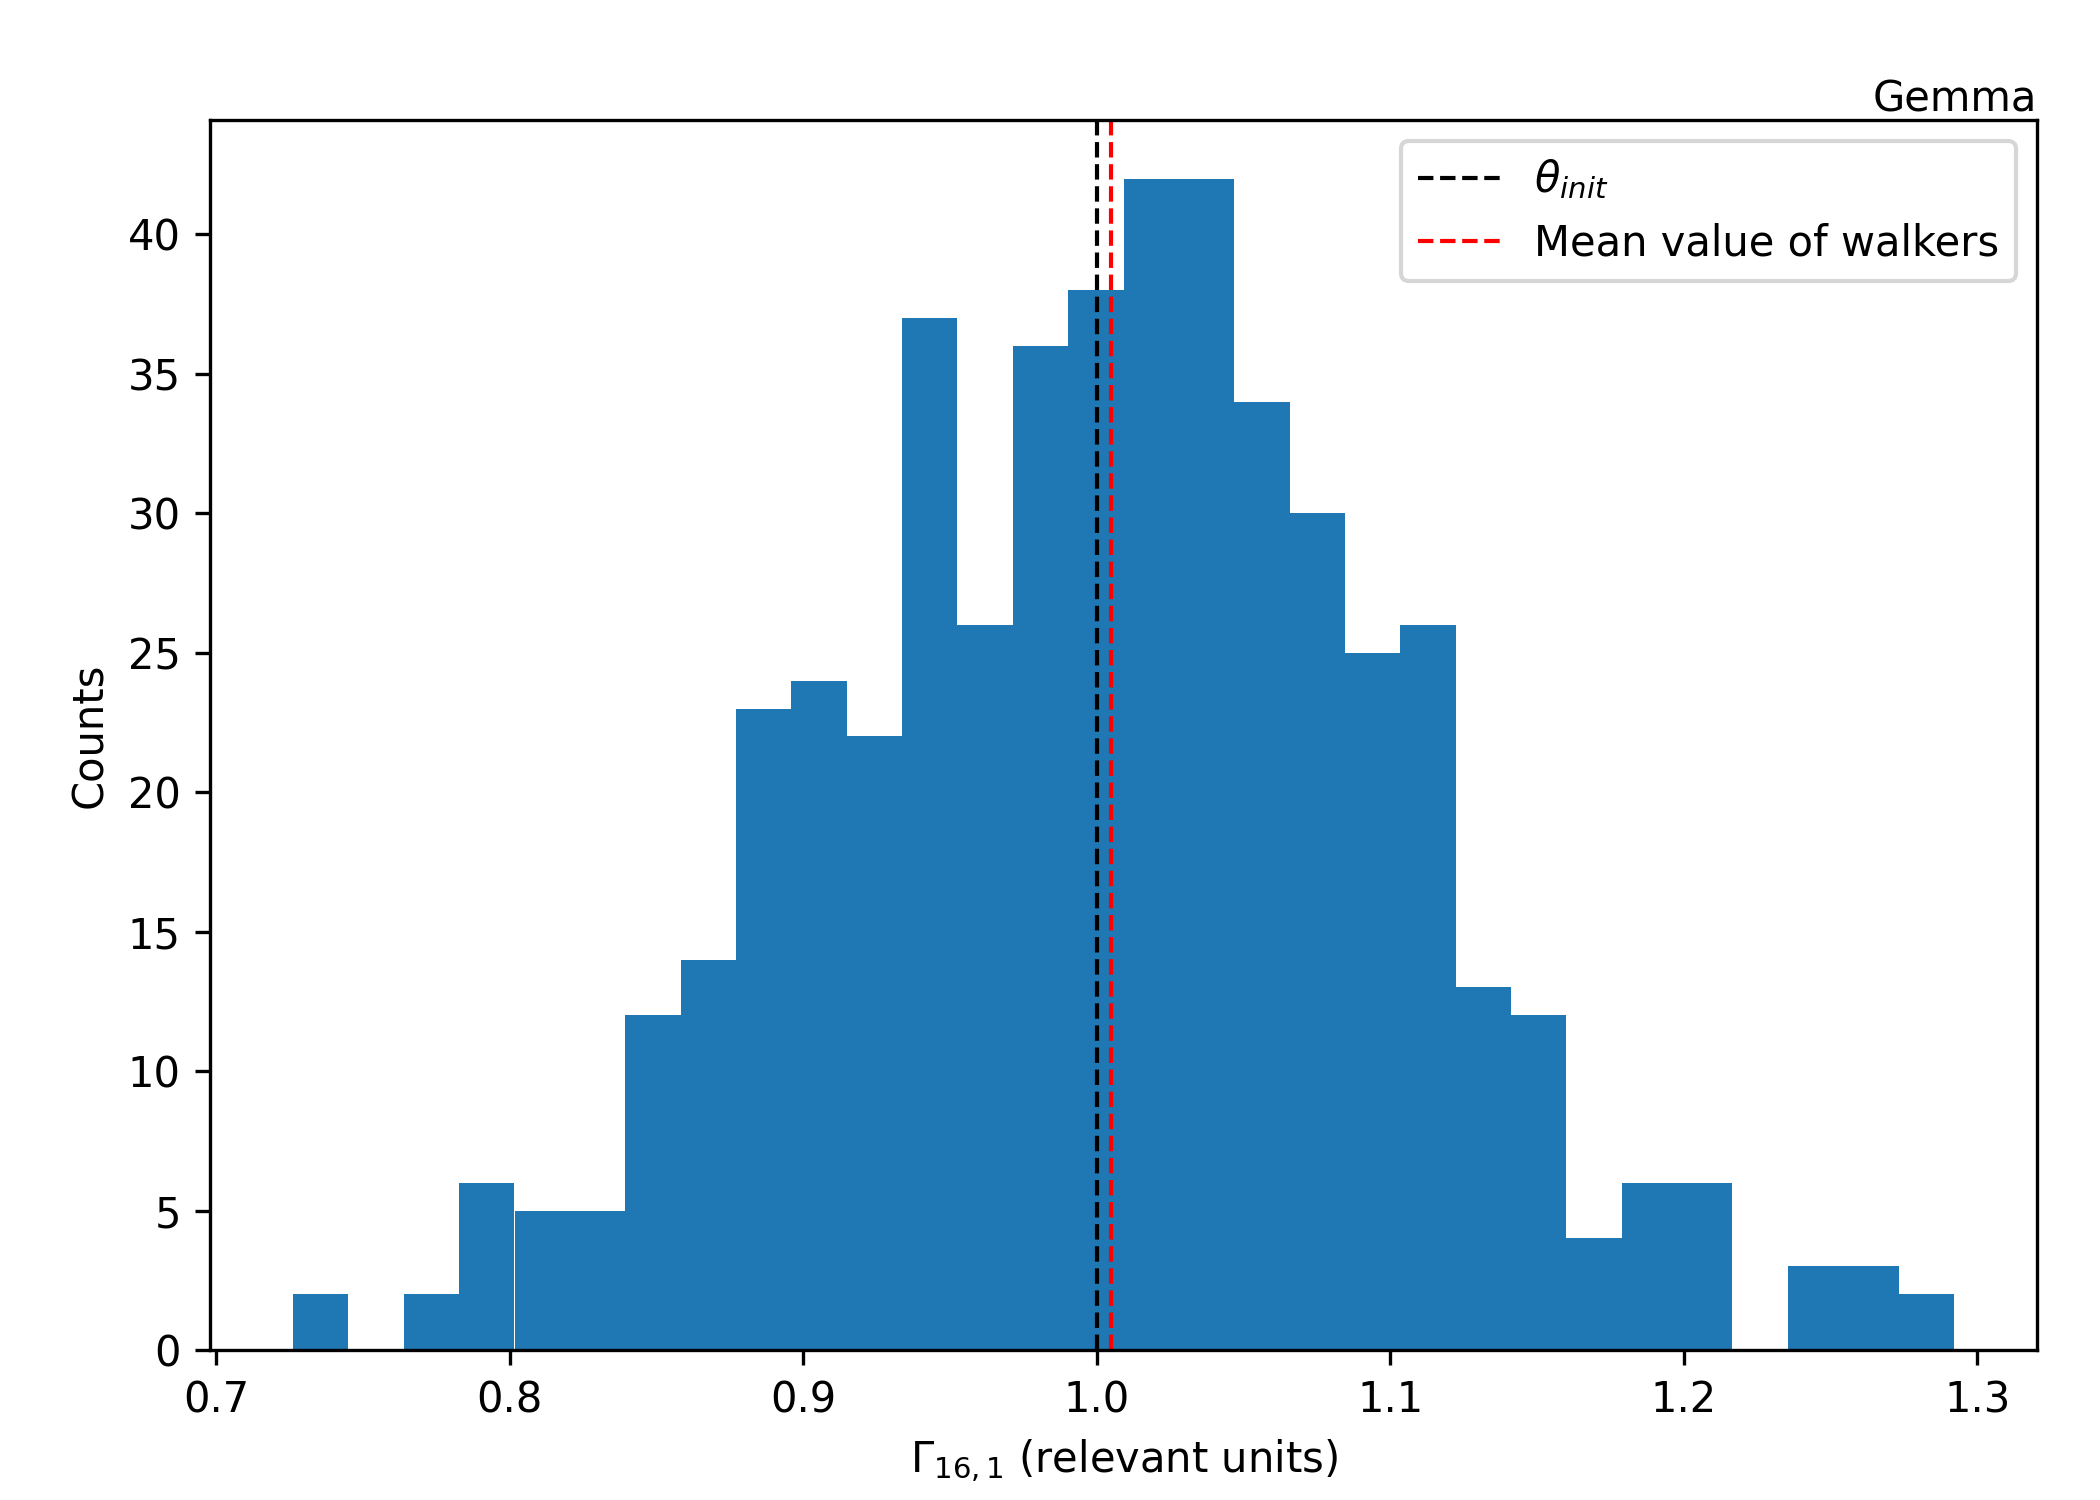 Gemma
θinit
Mean value of walkers
Counts
40
35
30
25
20
15
10
5
0
0.7 0.8 0.9 1.0 1.1 1.2 1.3
Γ16, 1 (relevant units)